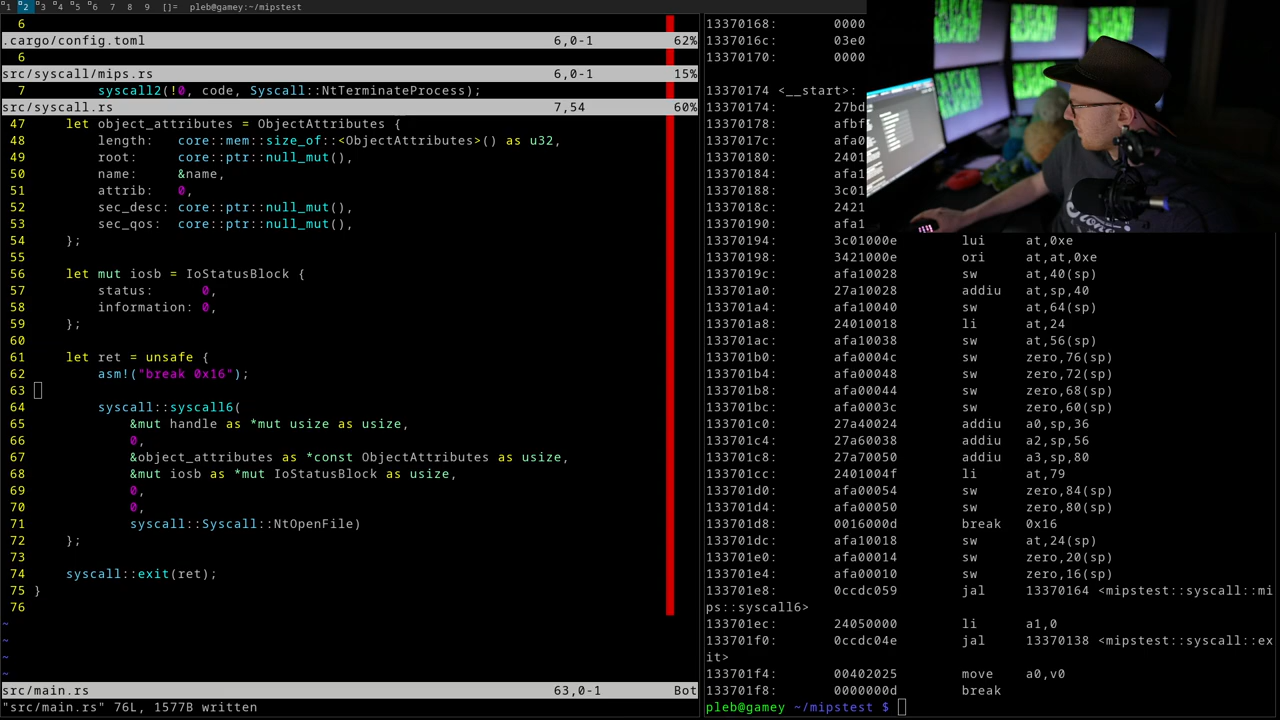 1 2 3 4 5 6 7 8 9 []= pleb@gamey:~/mipstest
6
.cargo/config.toml 6,0-1 62%
6
src/syscall/mips.rs 6,0-1 15%
7 syscall2(!0, code, Syscall::NtTerminateProcess);
src/syscall.rs 7,54 60%
47 let object_attributes = ObjectAttributes {
48 length: core::mem::size_of::<ObjectAttributes>() as u32,
49 root: core::ptr::null_mut(),
50 name: &name,
51 attrib: 0,
52 sec_desc: core::ptr::null_mut(),
53 sec_qos: core::ptr::null_mut(),
54 };
55
56 let mut iosb = IoStatusBlock {
57 status: 0,
58 information: 0,
59 };
60
61 let ret = unsafe {
62 asm!("break 0x16");
63
64 syscall::syscall6(
65 &mut handle as *mut usize as usize,
66 0,
67 &object_attributes as *const ObjectAttributes as usize,
68 &mut iosb as *mut IoStatusBlock as usize,
69 0,
70 0,
71 syscall::Syscall::NtOpenFile)
72 };
73
74 syscall::exit(ret);
75 }
76
~
~
~
~
src/main.rs 63,0-1 Bot
"src/main.rs" 76L, 1577B written
13370168: 0000
1337016c: 03e0
13370170: 0000
13370174 <__start>:
13370174: 27bd
13370178: afbf
1337017c: afa0
13370180: 2401
13370184: afa1
13370188: 3c01
1337018c: 2421
13370190: afa1
13370194: 3c01000e lui at,0xe
13370198: 3421000e ori at,at,0xe
1337019c: afa10028 sw at,40(sp)
133701a0: 27a10028 addiu at,sp,40
133701a4: afa10040 sw at,64(sp)
133701a8: 24010018 li at,24
133701ac: afa10038 sw at,56(sp)
133701b0: afa0004c sw zero,76(sp)
133701b4: afa00048 sw zero,72(sp)
133701b8: afa00044 sw zero,68(sp)
133701bc: afa0003c sw zero,60(sp)
133701c0: 27a40024 addiu a0,sp,36
133701c4: 27a60038 addiu a2,sp,56
133701c8: 27a70050 addiu a3,sp,80
133701cc: 2401004f li at,79
133701d0: afa00054 sw zero,84(sp)
133701d4: afa00050 sw zero,80(sp)
133701d8: 0016000d break 0x16
133701dc: afa10018 sw at,24(sp)
133701e0: afa00014 sw zero,20(sp)
133701e4: afa00010 sw zero,16(sp)
133701e8: 0ccdc059 jal 13370164 <mipstest::syscall::mi
ps::syscall6>
133701ec: 24050000 li a1,0
133701f0: 0ccdc04e jal 13370138 <mipstest::syscall::ex
it>
133701f4: 00402025 move a0,v0
133701f8: 0000000d break
pleb@gamey ~/mipstest $